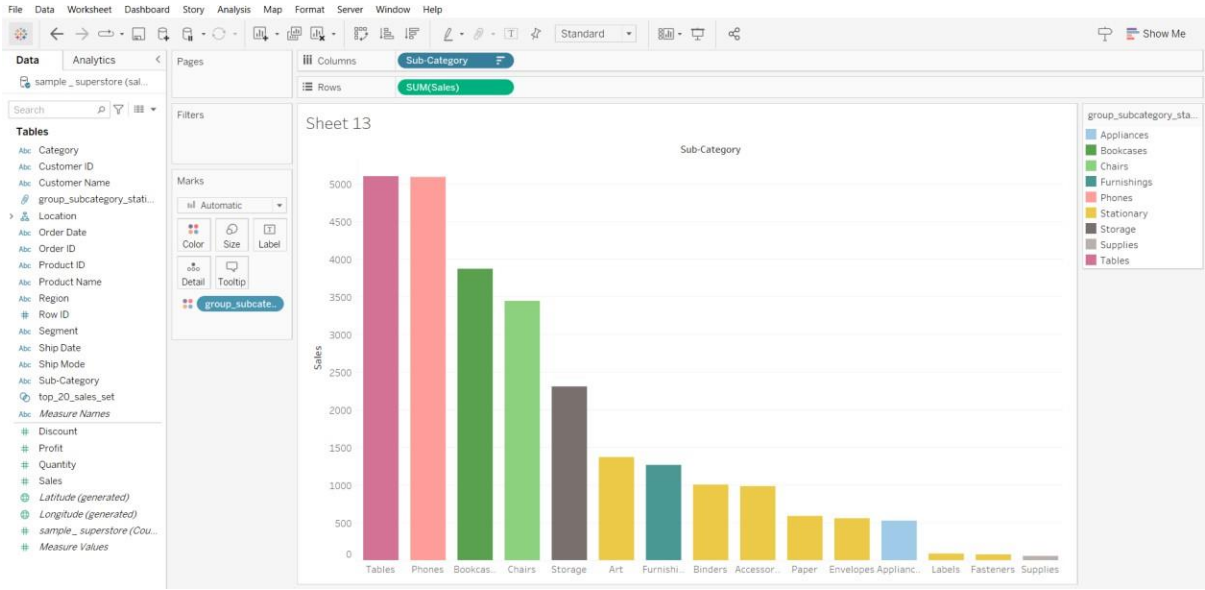 File Data Worksheet Dashboard Story Analysis Map Format Server Window Help
Standard
Show Me
Data Analytics
sample _ superstore (sal...
Search
Tables
Abc Category
Abc Customer ID
Abc Customer Name
group_subcategory_stati...
Location
Abc Order Date
Abc Order ID
Abc Product ID
Abc Product Name
Abc Region
# Row ID
Abc Segment
Abc Ship Date
Abc Ship Mode
Abc Sub-Category
top_20_sales_set
Abc Measure Names
# Discount
# Profit
# Quantity
# Sales
Latitude (generated)
Longitude (generated)
# sample _ superstore (Cou...
# Measure Values
Pages
Filters
Marks
Automatic
Color Size Label
Detail Tooltip
group_subcate..
Columns Sub-Category
Rows SUM(Sales)
Sheet 13
Sub-Category
Sales
5000
4500
4000
3500
3000
2500
2000
1500
1000
500
0
Tables Phones Bookcas.. Chairs Storage Art Furnishi.. Binders Accessor.. Paper Envelopes Applianc.. Labels Fasteners Supplies
group_subcategory_sta...
Appliances
Bookcases
Chairs
Furnishings
Phones
Stationary
Storage
Supplies
Tables